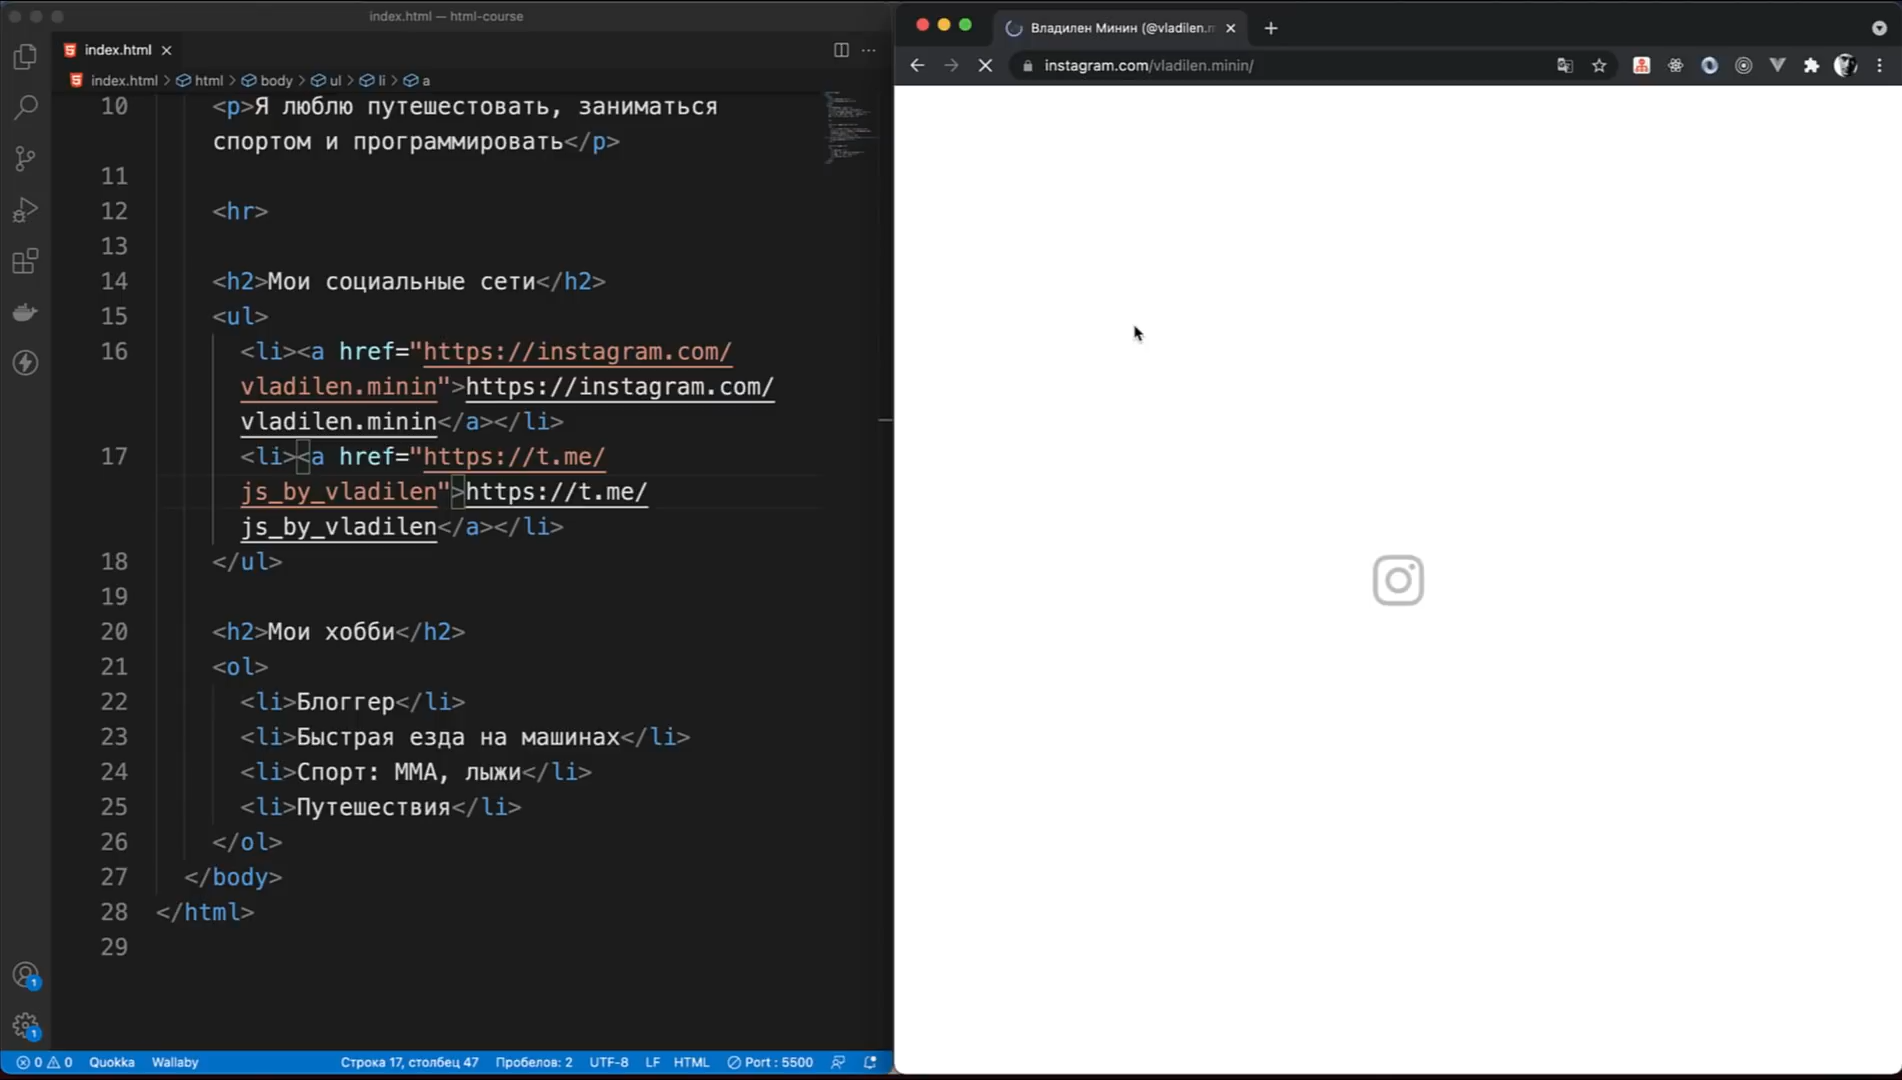 index.html — html-course
index.html
index.html > html > body > ul > li > a
10 <p>Я люблю путешестовать, заниматься
спортом и программировать</p>
11
12 <hr>
13
14 <h2>Мои социальные сети</h2>
15 <ul>
16 <li><a href="https://instagram.com/
vladilen.minin">https://instagram.com/
vladilen.minin</a></li>
17 <li><a href="https://t.me/
js_by_vladilen">https://t.me/
js_by_vladilen</a></li>
18 </ul>
19
20 <h2>Мои хобби</h2>
21 <ol>
22 <li>Блоггер</li>
23 <li>Быстрая езда на машинах</li>
24 <li>Спорт: ММА, лыжи</li>
25 <li>Путешествия</li>
26 </ol>
27 </body>
28 </html>
29
1
1
0 0 Quokka Wallaby Строка 17, столбец 47 Пробелов: 2 UTF-8 LF HTML Port : 5500
Владилен Минин (@vladilen.m
instagram.com/vladilen.minin/